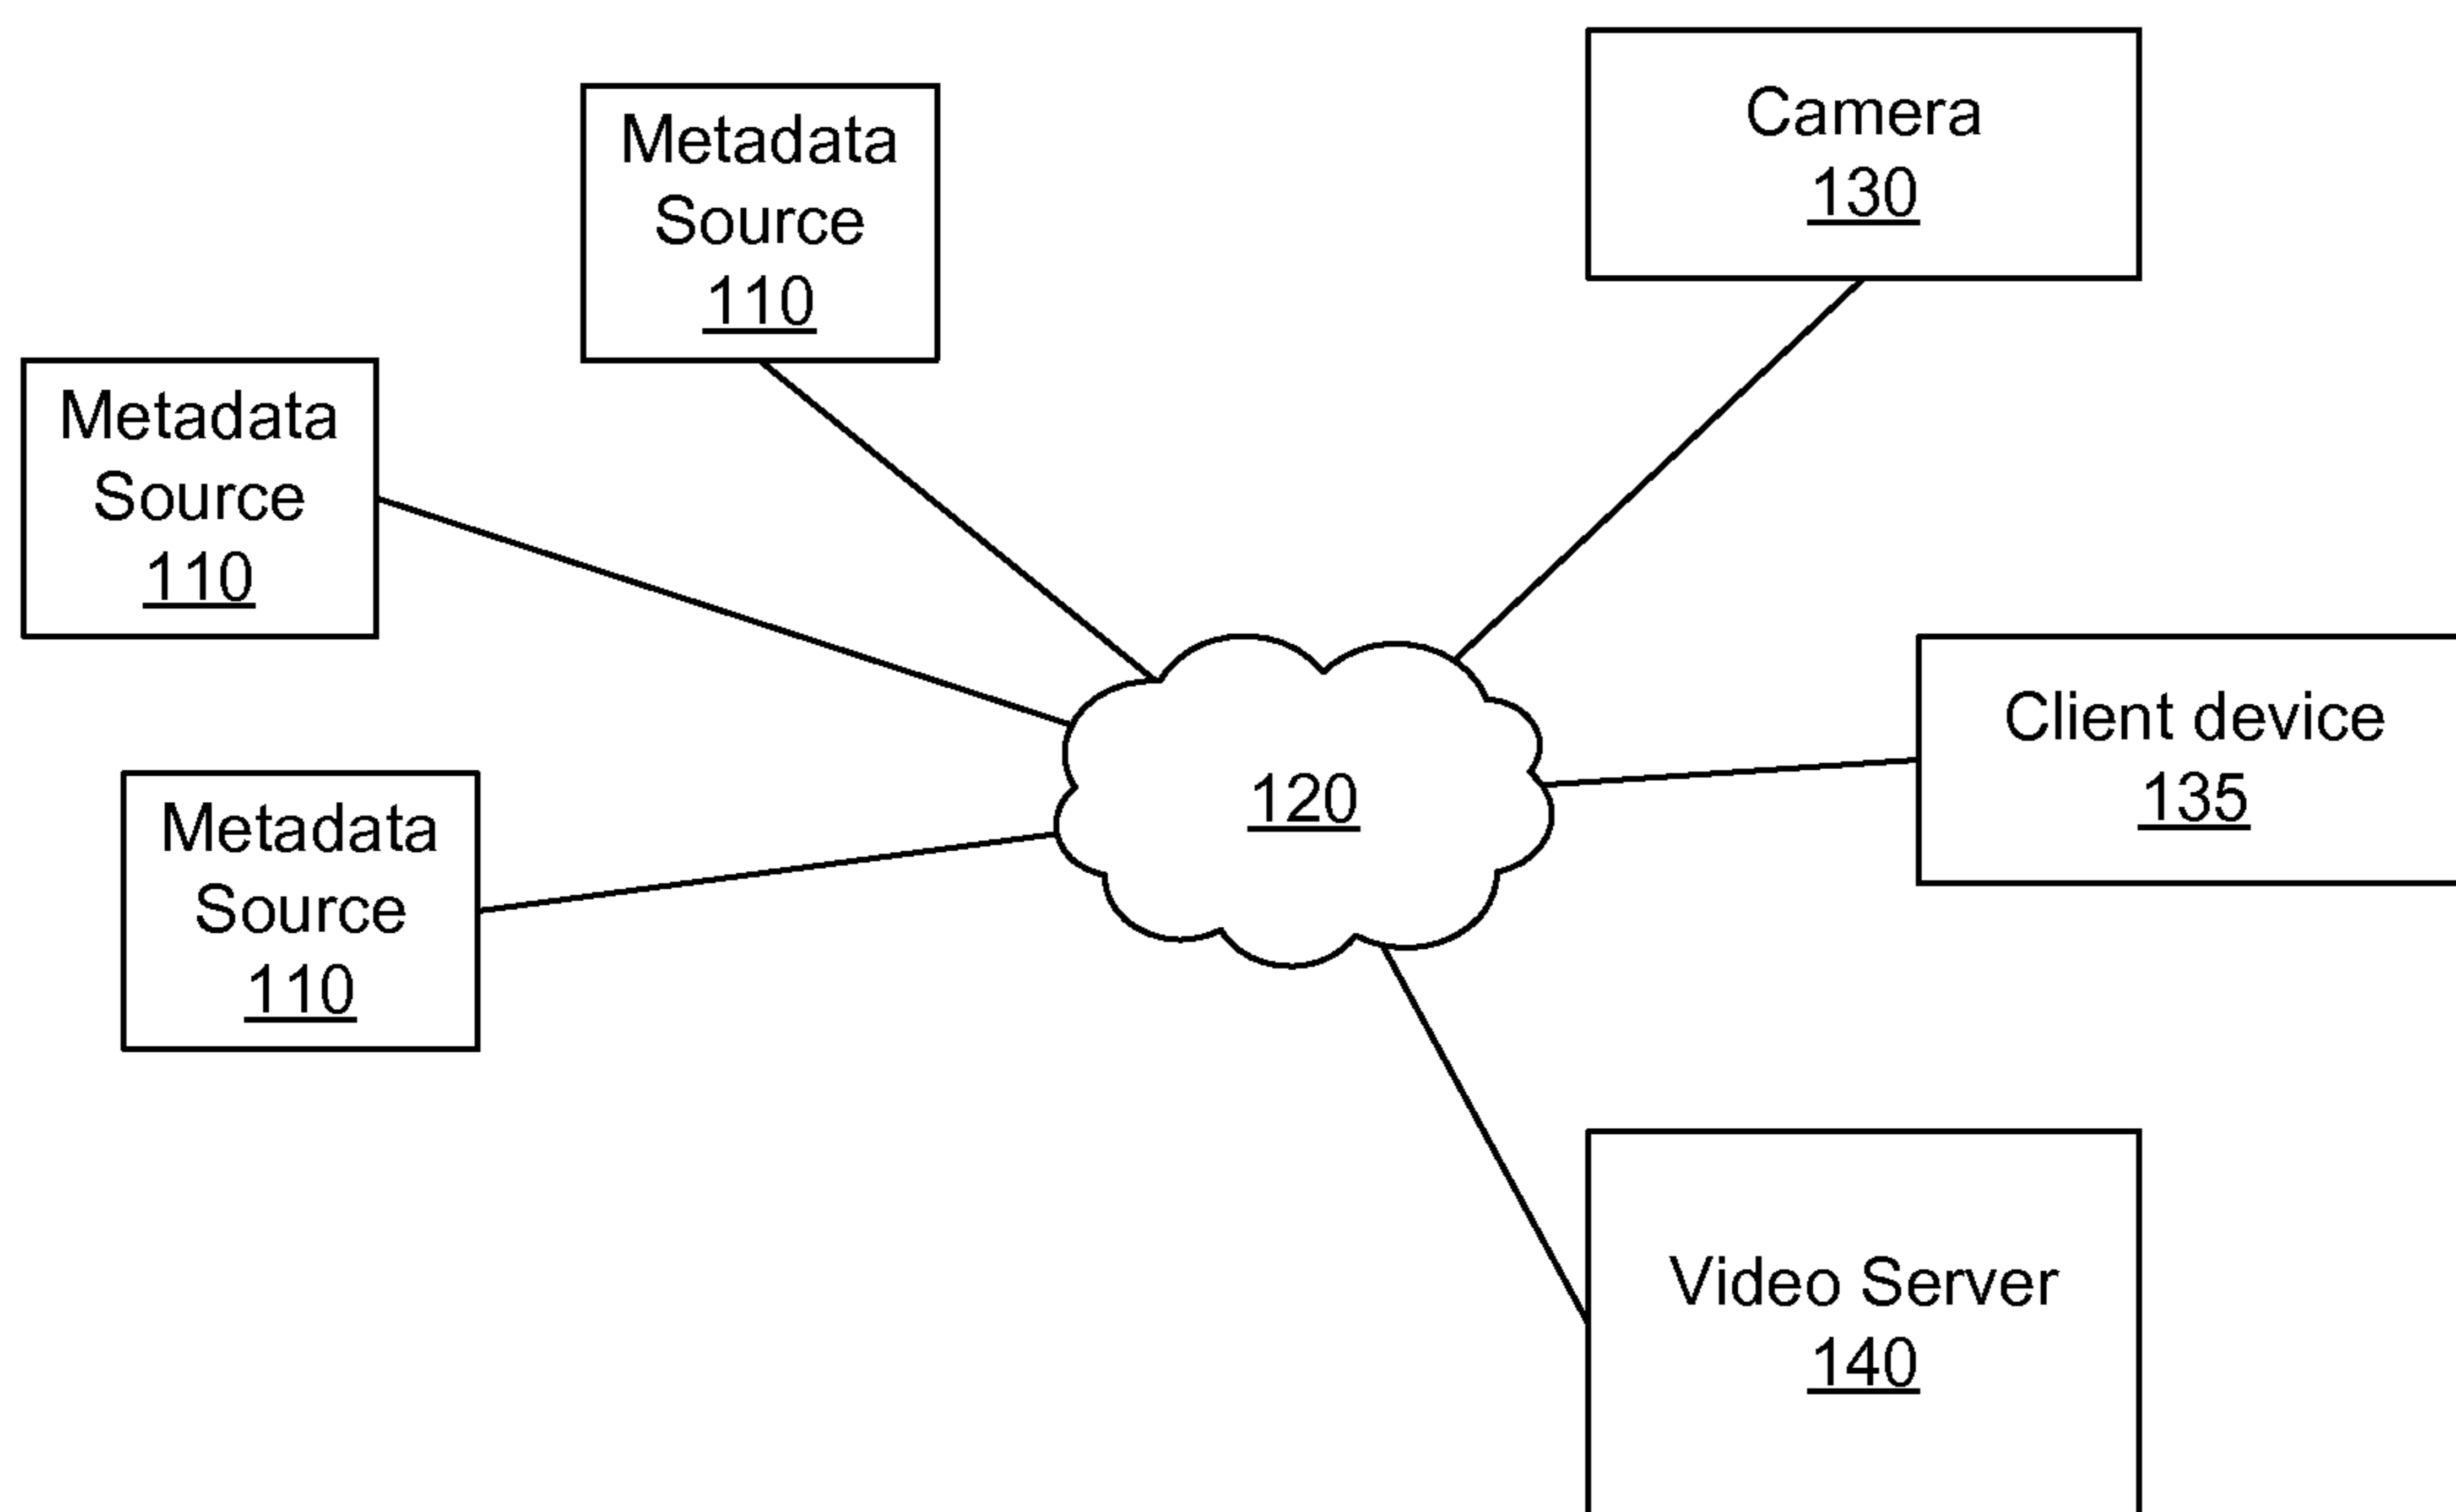 Camera
130
Metadata
Source
110
Metadata
Source
110
Client device
135
120
Metadata
Source
110
Video Server
140